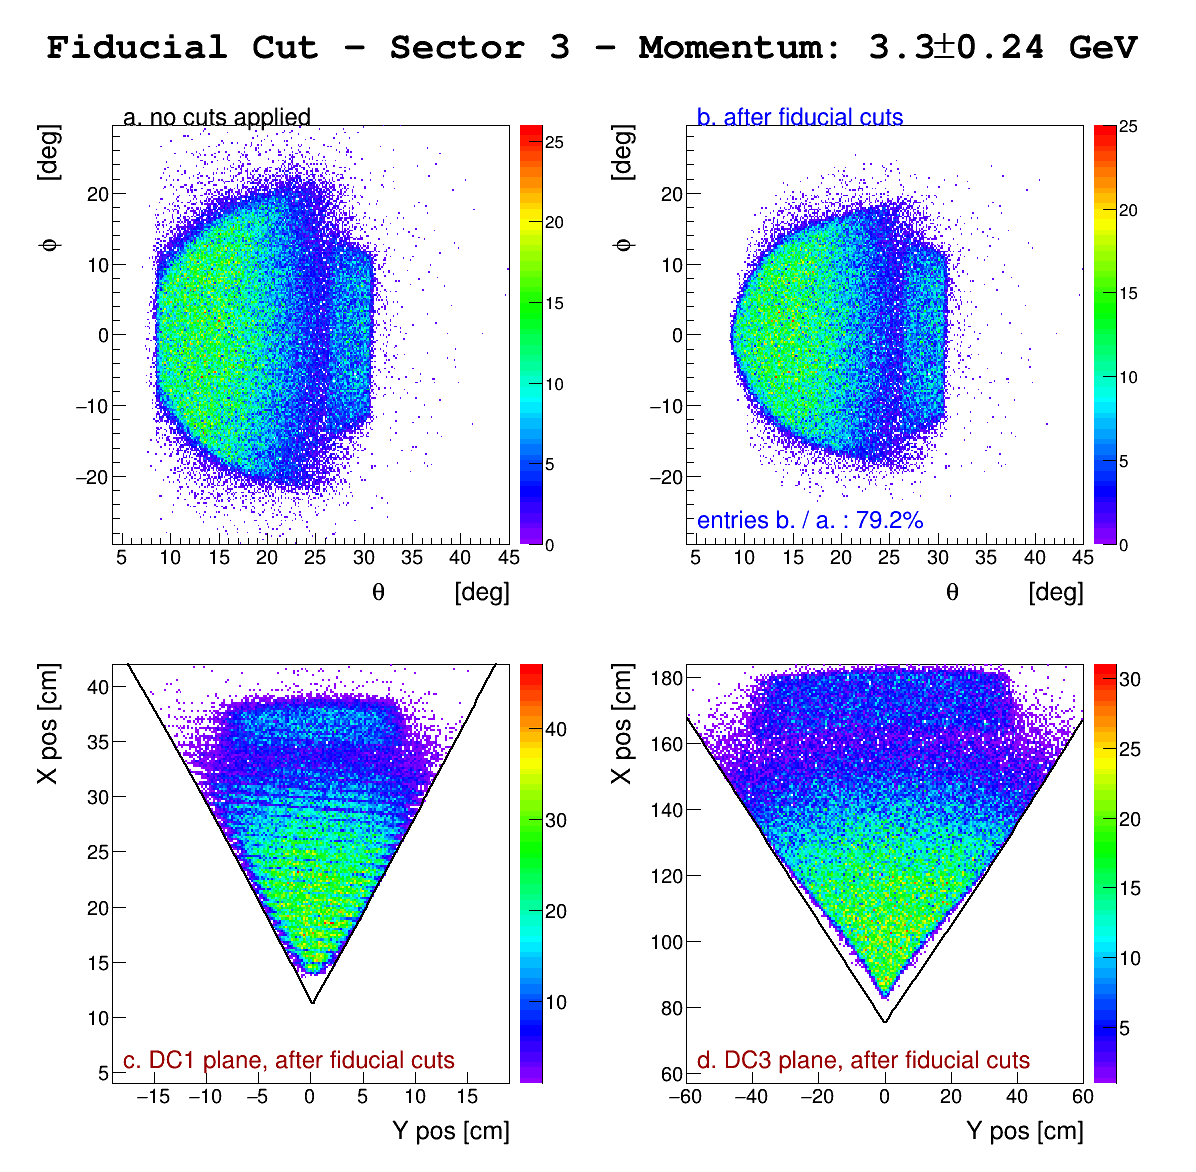 Fiducial Cut - Sector 3 - Momentum: 3.3±0.24 GeV
a. no cuts applied
ϕ [deg]
20
10
0
−10
−20
5 10 15 20 25 30 35 40 45
θ [deg]
25
20
15
10
5
0
b. after fiducial cuts
ϕ [deg]
20
10
0
−10
−20
entries b. / a. : 79.2%
5 10 15 20 25 30 35 40 45
θ [deg]
25
20
15
10
5
0
X pos [cm]
40
35
30
25
20
15
10
5
c. DC1 plane, after fiducial cuts
−15 −10 −5 0 5 10 15
Y pos [cm]
40
30
20
10
X pos [cm]
180
160
140
120
100
80
60
d. DC3 plane, after fiducial cuts
−60 −40 −20 0 20 40 60
Y pos [cm]
30
25
20
15
10
5